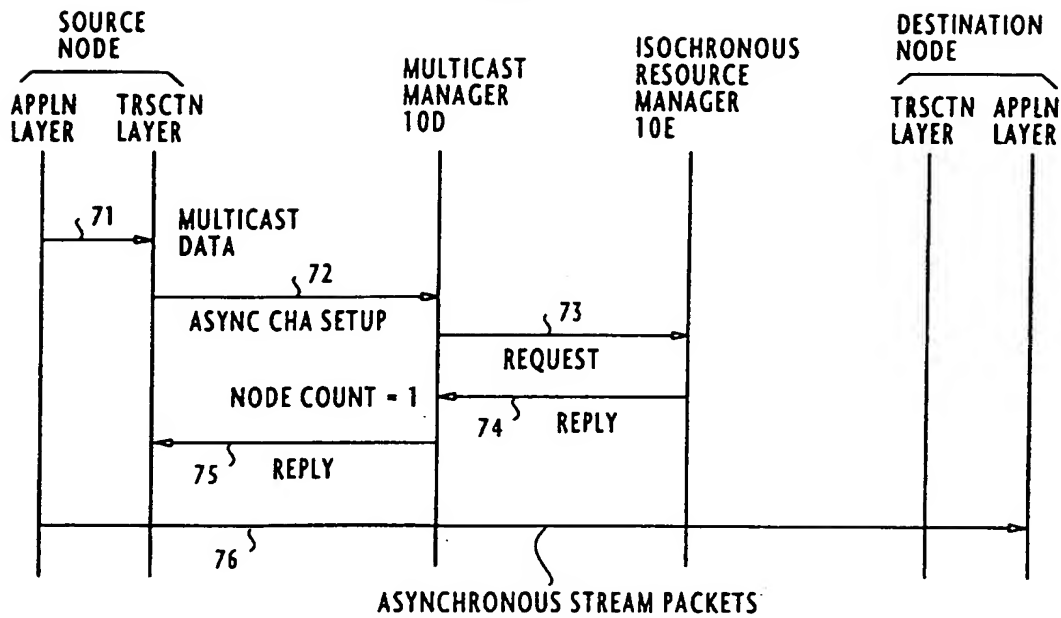 SOURCE
NODE
APPLN
LAYER
TRSCTN
LAYER
MULTICAST
MANAGER
10D
ISOCHRONOUS
RESOURCE
MANAGER
10E
DESTINATION
NODE
TRSCTN
LAYER
APPLN
LAYER
71
MULTICAST
DATA
72
ASYNC CHA SETUP
73
REQUEST
NODE COUNT = 1
74
REPLY
75
REPLY
76
ASYNCHRONOUS STREAM PACKETS